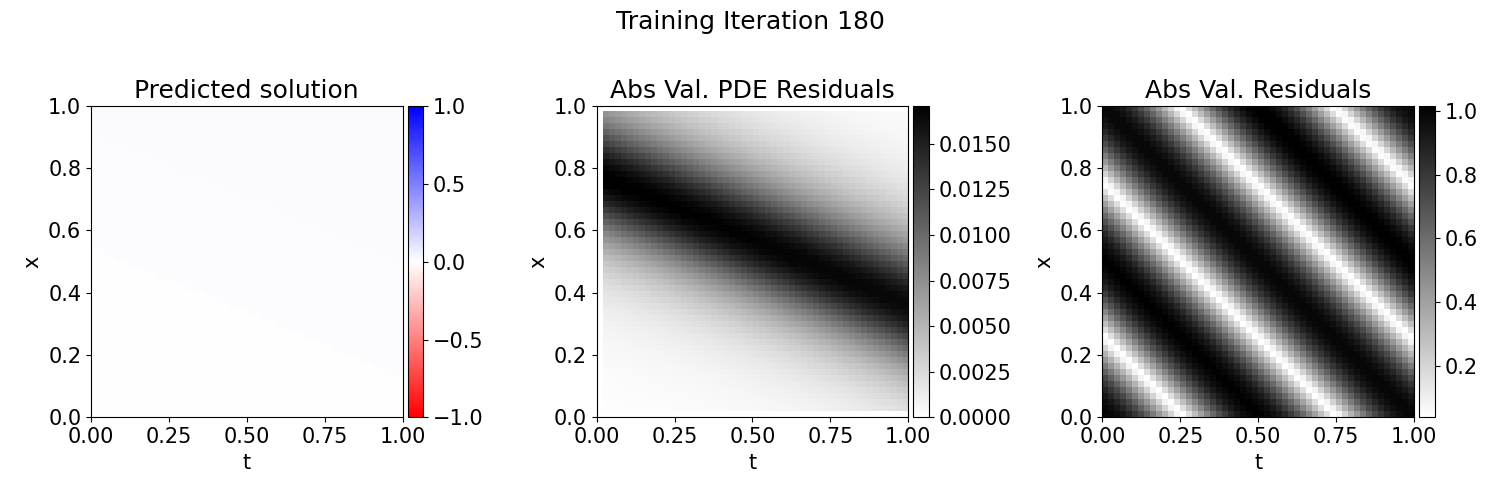 Training Iteration 180
Predicted solution
Abs Val. PDE Residuals
Abs Val. Residuals
1.0
0.8
0.6
0.4
0.2
0.0
x
0.00 0.25 0.50 0.75 1.00
t
1.0
0.5
0.0
−0.5
−1.0
1.0
0.8
0.6
0.4
0.2
0.0
x
0.00 0.25 0.50 0.75 1.00
t
0.0150
0.0125
0.0100
0.0075
0.0050
0.0025
0.0000
1.0
0.8
0.6
0.4
0.2
0.0
x
0.00 0.25 0.50 0.75 1.00
t
1.0
0.8
0.6
0.4
0.2